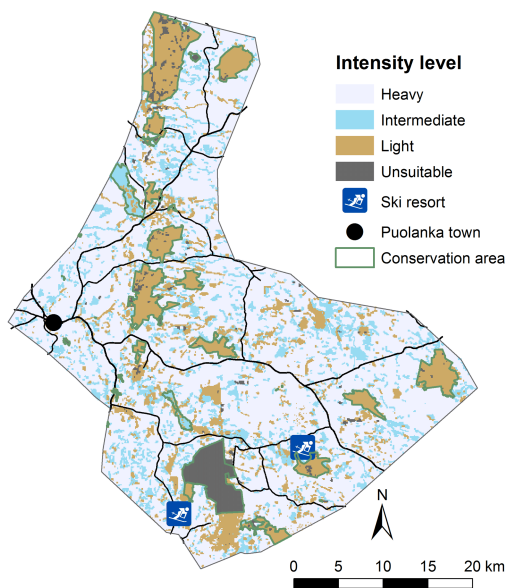 Intensity level
Heavy
Intermediate
Light
Unsuitable
Ski resort
Puolanka town
Conservation area
N
0 5 10 15 20 km